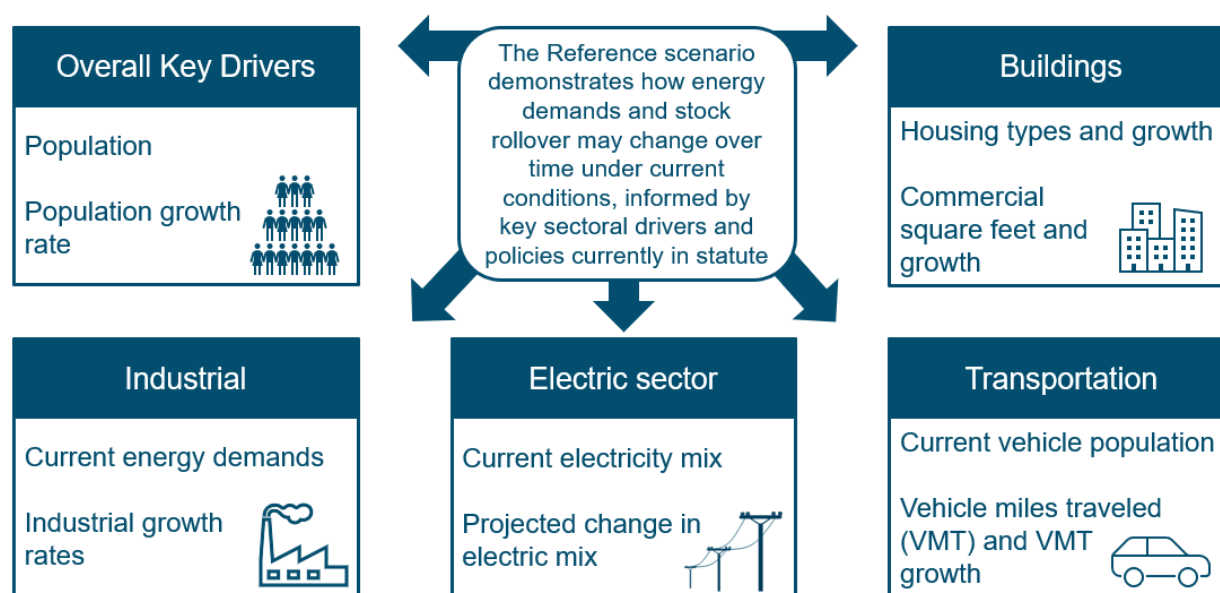 Overall Key Drivers
Population
Population growth
rate
The Reference scenario
demonstrates how energy
demands and stock
rollover may change over
time under current
conditions, informed by
key sectoral drivers and
policies currently in statute
Buildings
Housing types and growth
Commercial
square feet and
growth
Industrial
Current energy demands
Industrial growth
rates
Electric sector
Current electricity mix
Projected change in
electric mix
Transportation
Current vehicle population
Vehicle miles traveled
(VMT) and VMT
growth